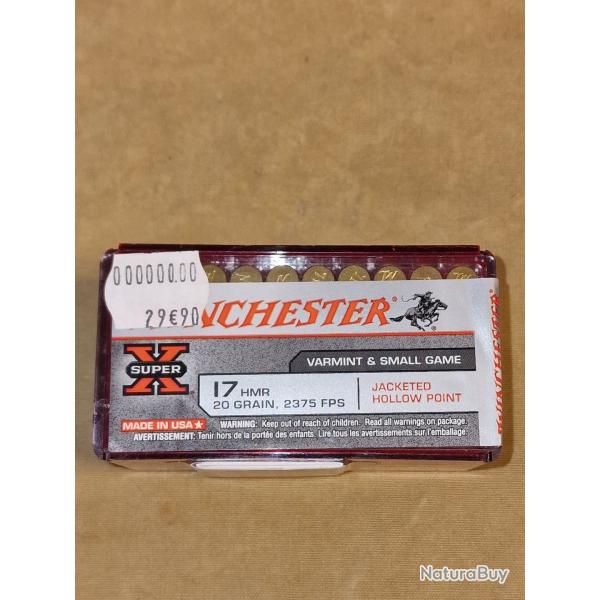 000000.00
29€90
NCHESTER
WINCHESTER
VARMINT & SMALL GAME
X
SUPER
17 HMR
20 GRAIN, 2375 FPS
JACKETED
HOLLOW POINT
MADE IN USA
WARNING: Keep out of reach of children. Read all warnings on package.
AVERTISSEMENT: Tenir hors de la portée des enfants. Lire tous les avertissements sur l'emballage.
NaturaBuy